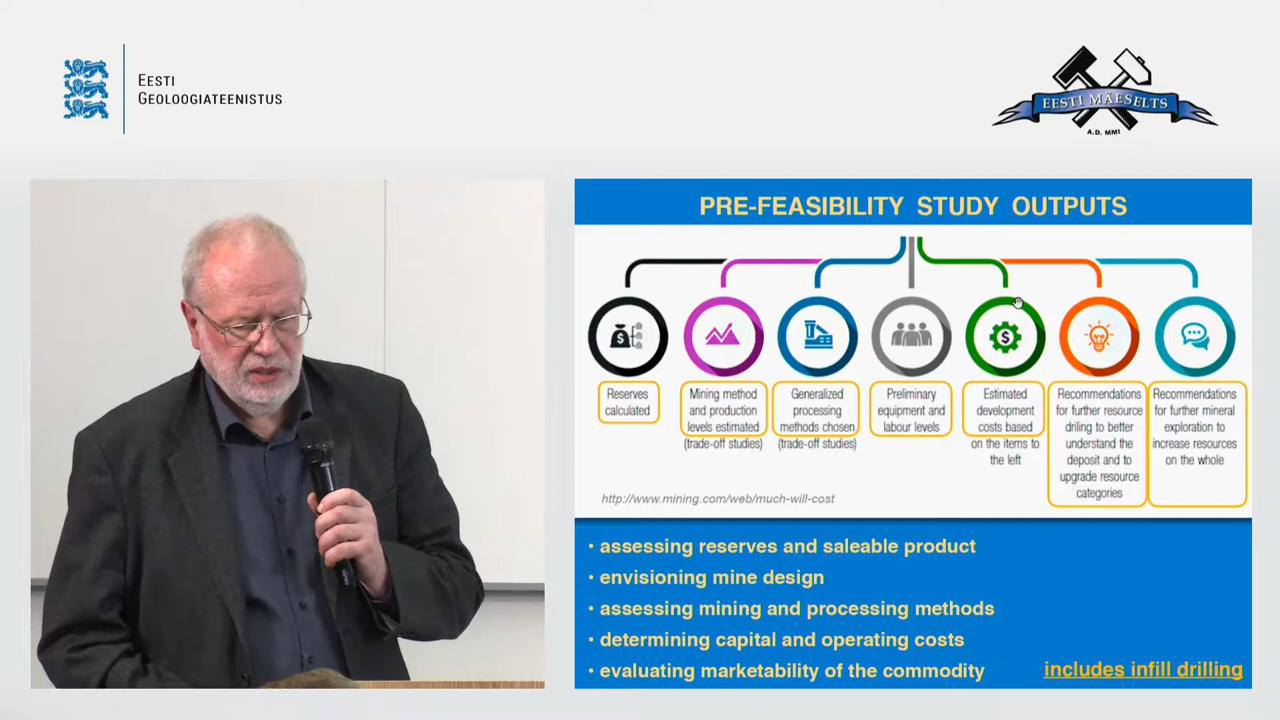 EESTI
GEOLOOGIATEENISTUS
EESTI MÄESELTS
A.D. MMI
PRE-FEASIBILITY STUDY OUTPUTS
Reserves
calculated
Mining method
and production
levels estimated
(trade-off studies)
Generalized
processing
methods chosen
(trade-off studies)
Preliminary
equipment and
labour levels
Estimated
development
costs based
on the items to
the left
Recommendations
for further resource
driling to better
understand the
deposit and to
upgrade resource
categories
Recommendations
for further mineral
exploration to
increase resources
on the whole
http://www.mining.com/web/much-will-cost
• assessing reserves and saleable product
• envisioning mine design
• assessing mining and processing methods
• determining capital and operating costs
• evaluating marketability of the commodity
includes infill drilling